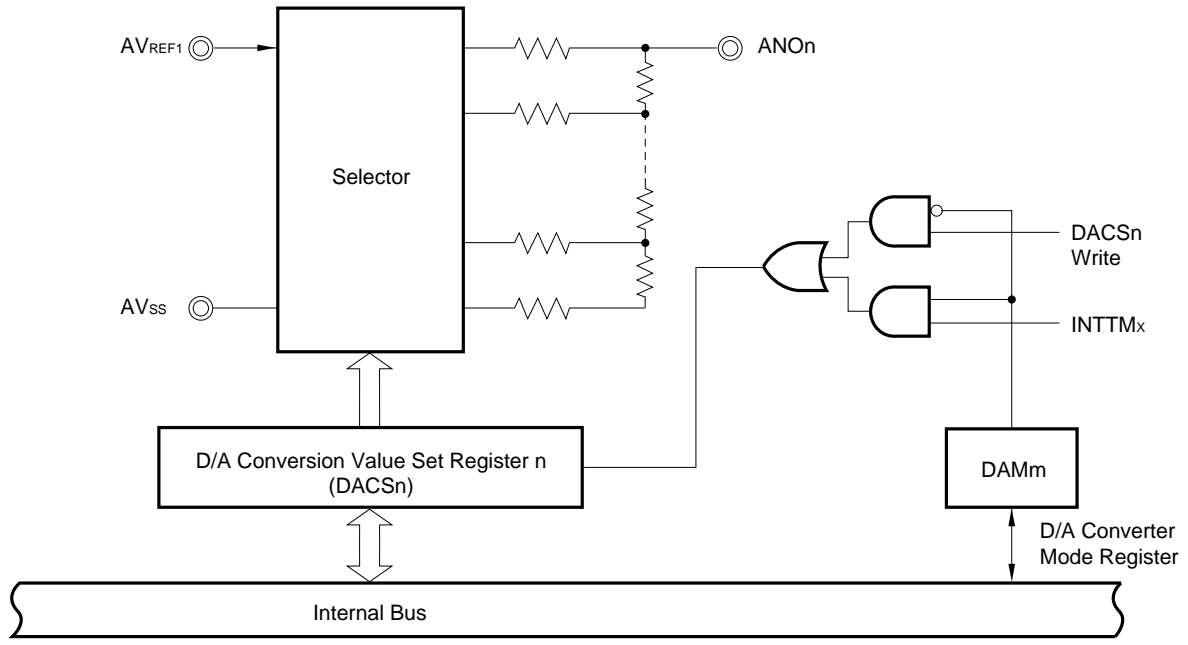 AVREF1
ANOn
Selector
DACSn
Write
AVSS
INTTMx
D/A Conversion Value Set Register n
(DACSn)
DAMm
D/A Converter
Mode Register
Internal Bus